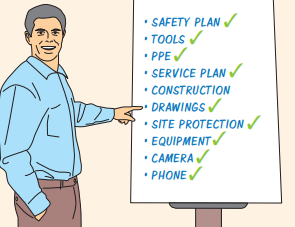 • SAFETY PLAN ✓
• TOOLS ✓
• PPE ✓
• SERVICE PLAN ✓
• CONSTRUCTION
• DRAWINGS ✓
• SITE PROTECTION ✓
• EQUIPMENT ✓
• CAMERA ✓
• PHONE ✓